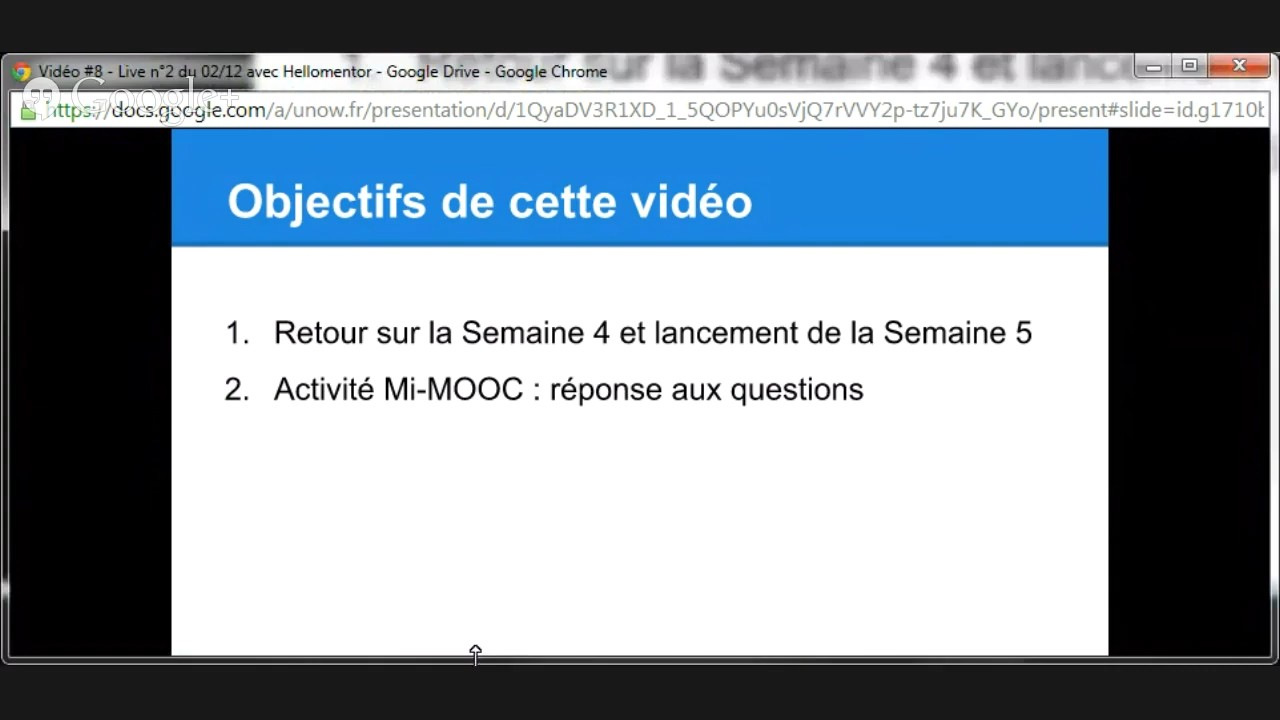 Vidéo #8 - Live n°2 du 02/12 avec Hellomentor - Google Drive - Google Chrome
Google+
https://docs.google.com/a/unow.fr/presentation/d/1QyaDV3R1XD_1_5QOPYu0sVjQ7rVVY2p-tz7ju7K_GYo/present#slide=id.g1710b
Objectifs de cette vidéo
1. Retour sur la Semaine 4 et lancement de la Semaine 5
2. Activité Mi-MOOC : réponse aux questions